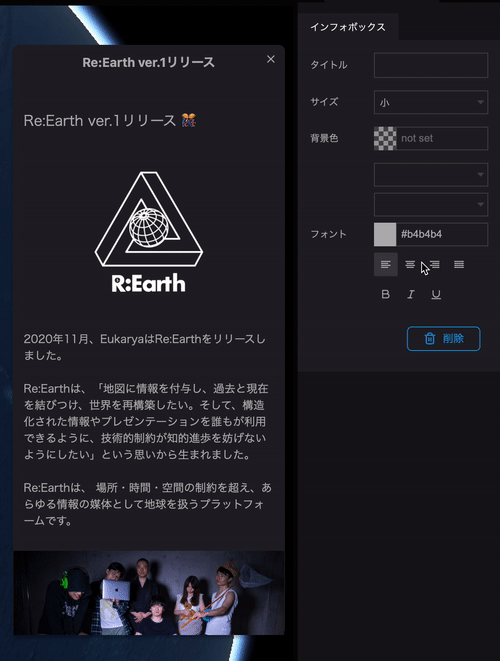 Re:Earth ver.1リリース
Re:Earth ver.1リリース 🎊
R:Earth
2020年11月、EukaryaはRe:Earthをリリースし
ました。
Re:Earthは、「地図に情報を付与し、過去と現在
を結びつけ、世界を再構築したい。そして、構造
化された情報やプレゼンテーションを誰もが利用
できるように、技術的制約が知的進歩を妨げない
ようにしたい」という思いから生まれました。
Re:Earthは、 場所・時間・空間の制約を超え、あ
らゆる情報の媒体として地球を扱うプラットフォ
ームです。
インフォボックス
タイトル
サイズ
小
背景色
not set
フォント
#b4b4b4
B I U
削除